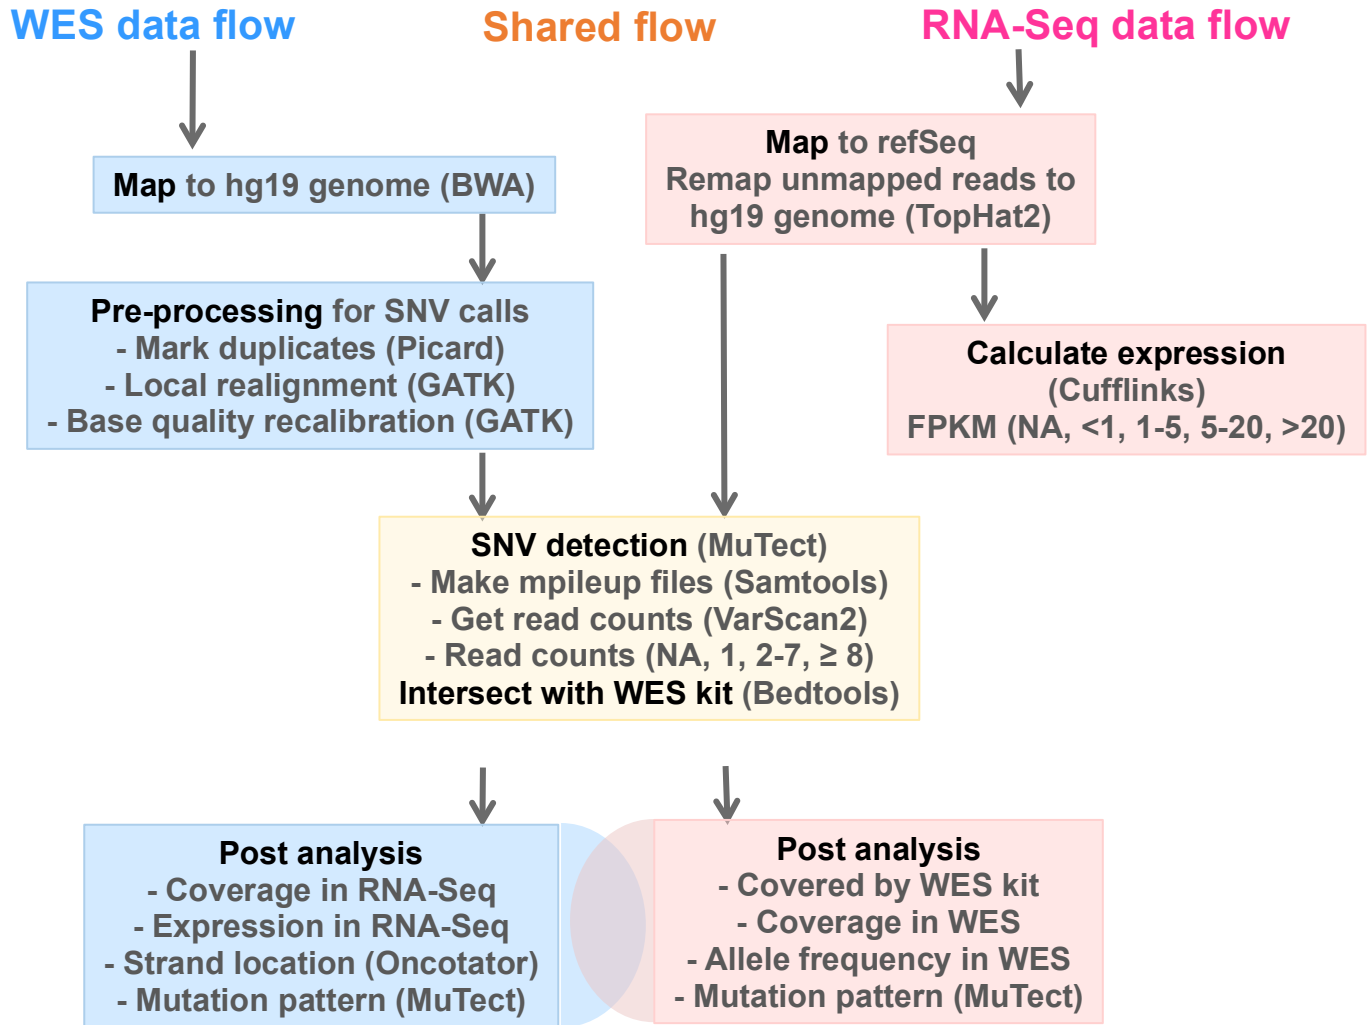 WES data flow
Shared flow
RNA-Seq data flow
Map to hg19 genome (BWA)
Map to refSeq
Remap unmapped reads to
hg19 genome (TopHat2)
Pre-processing for SNV calls
- Mark duplicates (Picard)
- Local realignment (GATK)
- Base quality recalibration (GATK)
Calculate expression
(Cufflinks)
FPKM (NA, <1, 1-5, 5-20, >20)
SNV detection (MuTect)
- Make mpileup files (Samtools)
- Get read counts (VarScan2)
- Read counts (NA, 1, 2-7, ≥ 8)
Intersect with WES kit (Bedtools)
Post analysis
- Coverage in RNA-Seq
- Expression in RNA-Seq
- Strand location (Oncotator)
- Mutation pattern (MuTect)
Post analysis
- Covered by WES kit
- Coverage in WES
- Allele frequency in WES
- Mutation pattern (MuTect)